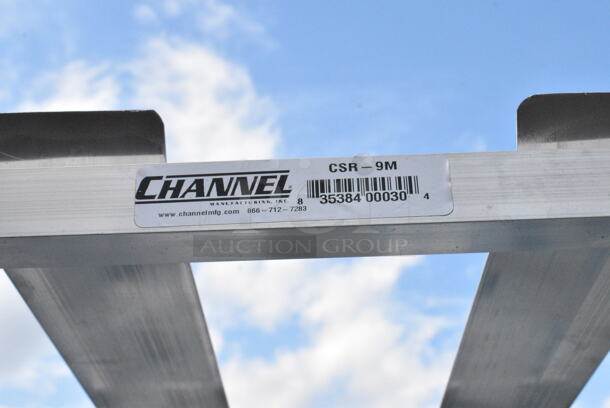 CSR-9M
CHANNEL
MANUFACTURING, INC.
8 35384 00030 4
www.channelmfg.com 866-712-7283
AUCTION GROUP